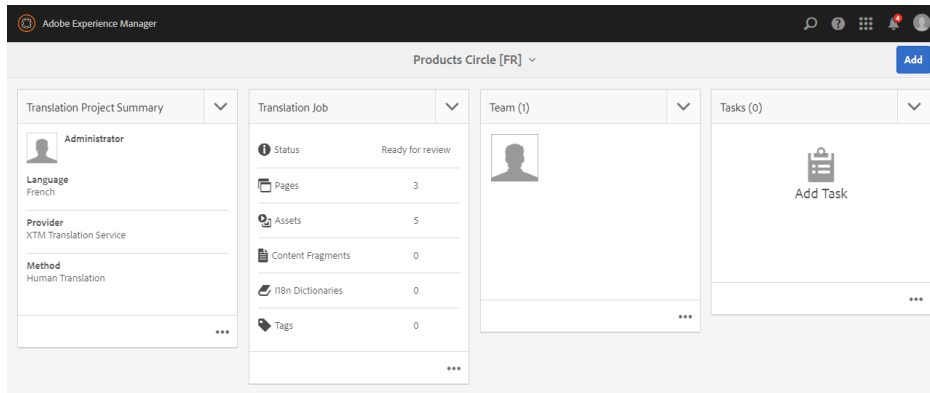 Adobe Experience Manager
4
Products Circle [FR]
Add
Translation Project Summary
Administrator
Language
French
Provider
XTM Translation Service
Method
Human Translation
Translation Job
Status Ready for review
Pages 3
Assets 5
Content Fragments 0
I18n Dictionaries 0
Tags 0
Team (1)
Tasks (0)
Add Task